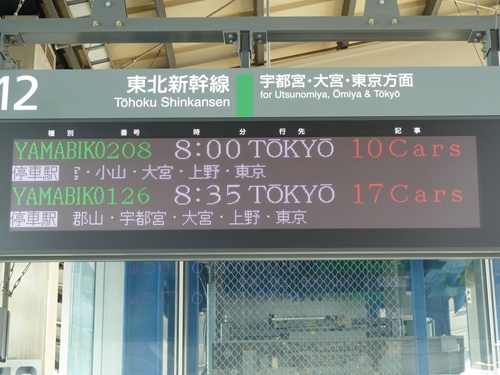 12
東北新幹線
Tōhoku Shinkansen
宇都宮・大宮・東京方面
for Utsunomiya, Ōmiya & Tōkyō
種別 番号 時 分 行先 記事
YAMABIKO208 8:00 TŌKYŌ 10Cars
停車駅 ・小山・大宮・上野・東京
YAMABIKO126 8:35 TŌKYŌ 17Cars
停車駅 郡山・宇都宮・大宮・上野・東京